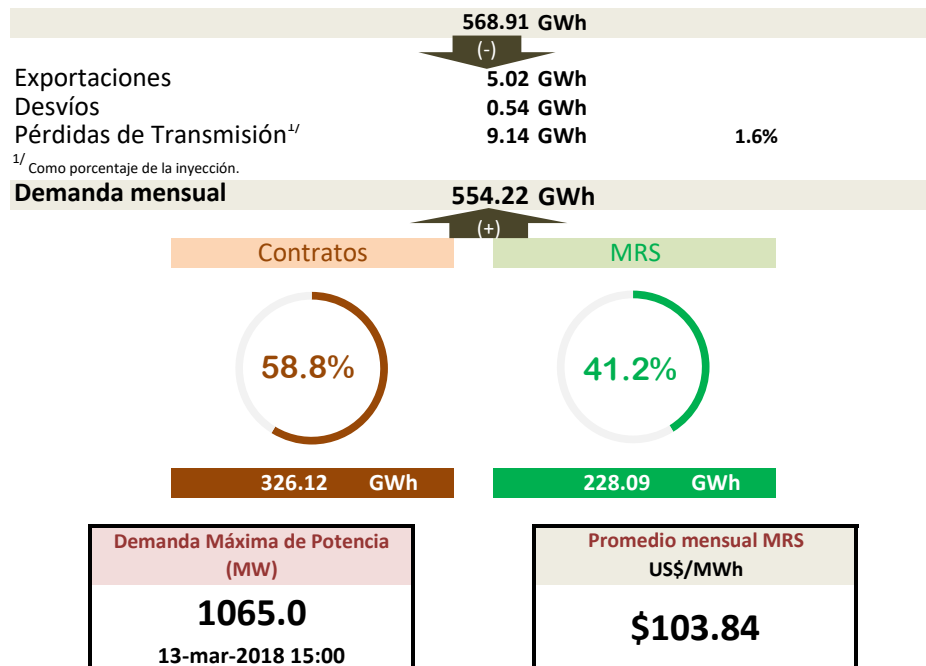 568.91 GWh
(-)
Exportaciones 5.02 GWh
Desvíos 0.54 GWh
Pérdidas de Transmisión1/ 9.14 GWh 1.6%
1/ Como porcentaje de la inyección.
Demanda mensual 554.22 GWh
(+)
Contratos MRS
58.8% 41.2%
326.12 GWh 228.09 GWh
Demanda Máxima de Potencia
(MW)
1065.0
13-mar-2018 15:00
Promedio mensual MRS
US$/MWh
$103.84